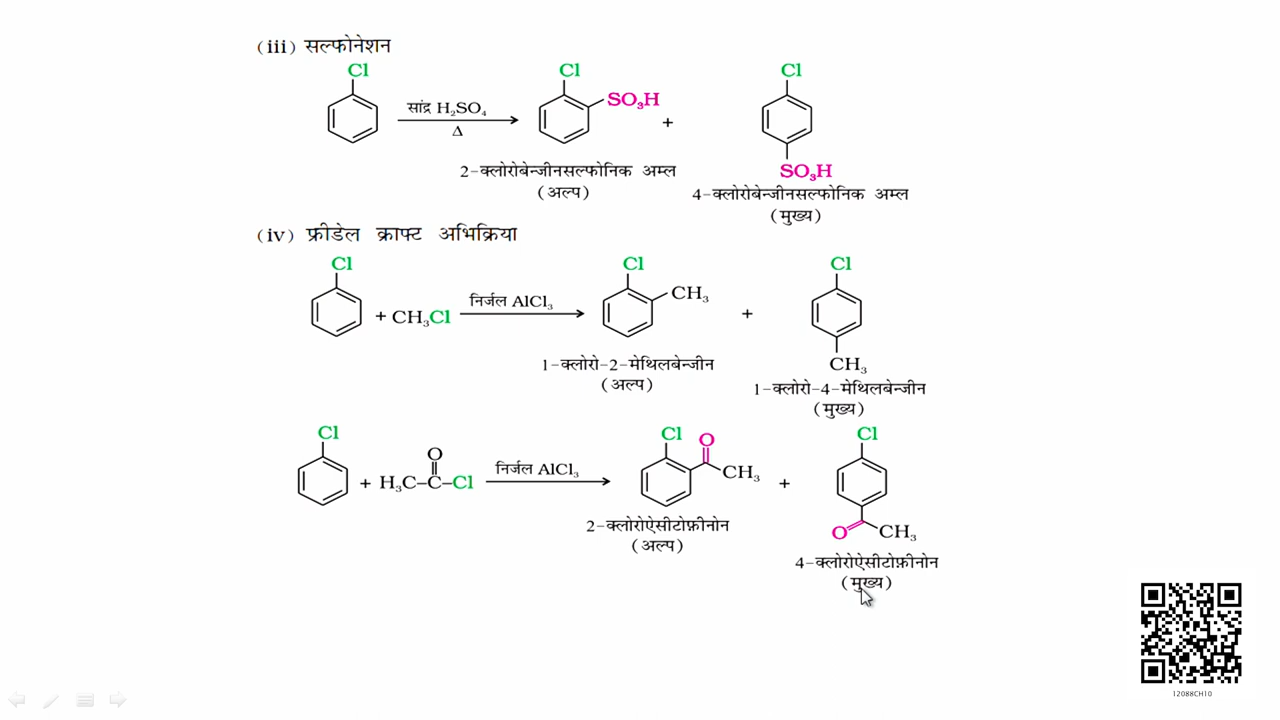 (iii) सल्फोनेशन
Cl
सांद्र H₂SO₄
Δ
Cl
SO₃H
+
Cl
SO₃H
2-क्लोरोबेन्जीनसल्फोनिक अम्ल
(अल्प)
4-क्लोरोबेन्जीनसल्फोनिक अम्ल
(मुख्य)
(iv) फ्रीडेल क्राफ्ट अभिक्रिया
Cl
+ CH₃Cl
निर्जल AlCl₃
Cl
CH₃
+
Cl
CH₃
1-क्लोरो-2-मेथिलबेन्जीन
(अल्प)
1-क्लोरो-4-मेथिलबेन्जीन
(मुख्य)
Cl
+
O
H₃C-C-Cl
निर्जल AlCl₃
Cl
O
CH₃
+
Cl
O
CH₃
2-क्लोरोऐसीटोफ़ीनोन
(अल्प)
4-क्लोरोऐसीटोफ़ीनोन
(मुख्य)
12088CH10